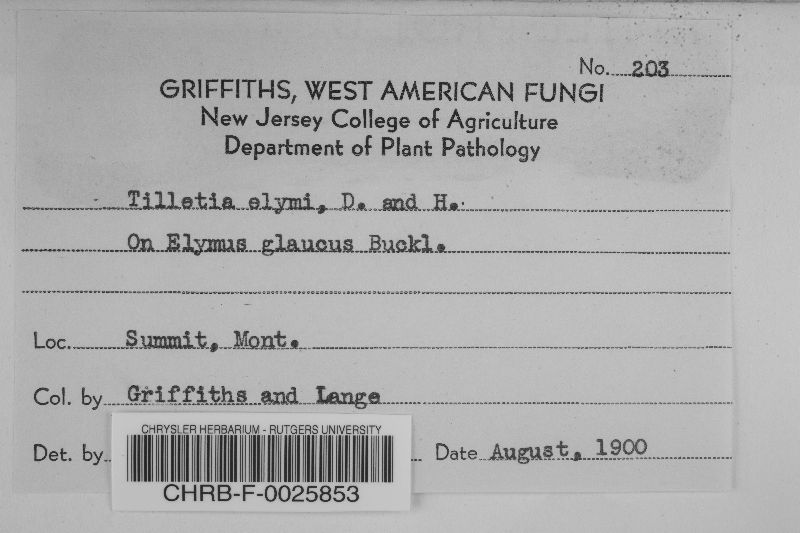 No. 203
GRIFFITHS, WEST AMERICAN FUNGI
New Jersey College of Agriculture
Department of Plant Pathology
Tilletia elymi, D. and H.
On Elymus glaucus Buckl.
Loc. Summit, Mont.
Col. by Griffiths and Lange
Det. by
Date August, 1900
CHRYSLER HERBARIUM - RUTGERS UNIVERSITY
CHRB-F-0025853